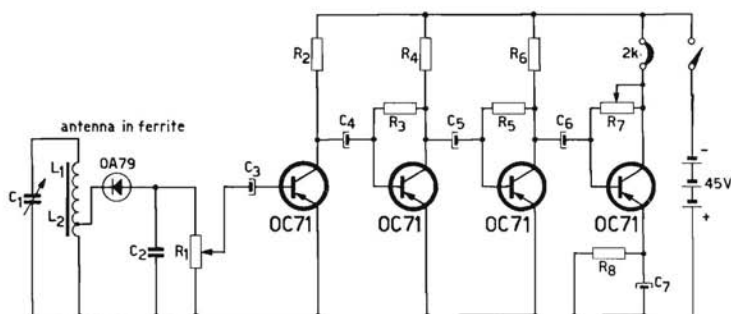 antenna in ferrite
C1
L1
L2
OA79
C2
R1
C3
R2
OC71
C4
R3
R4
OC71
C5
R5
R6
OC71
C6
R7
2k
OC71
R8
C7
-
45V
+